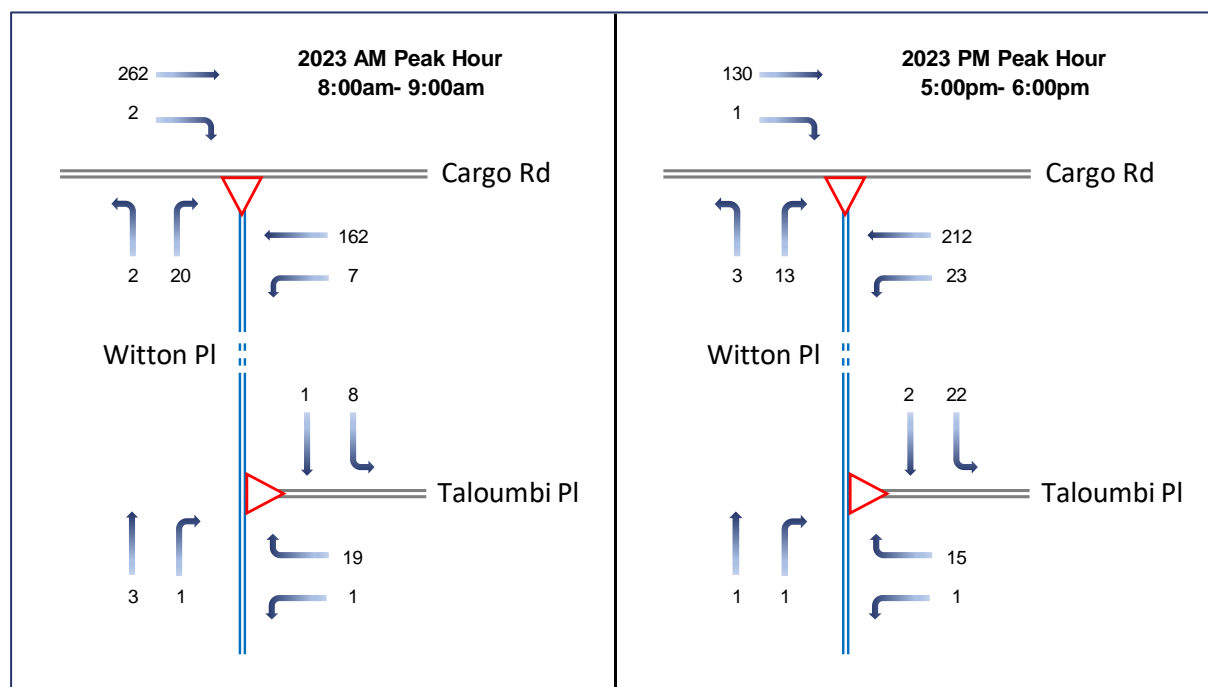 2023 AM Peak Hour
8:00am- 9:00am
262
2
Cargo Rd
162
2 20 7
Witton Pl
1 8
Taloumbi Pl
19
3 1 1
2023 PM Peak Hour
5:00pm- 6:00pm
130
1
Cargo Rd
212
3 13 23
Witton Pl
2 22
Taloumbi Pl
15
1 1 1